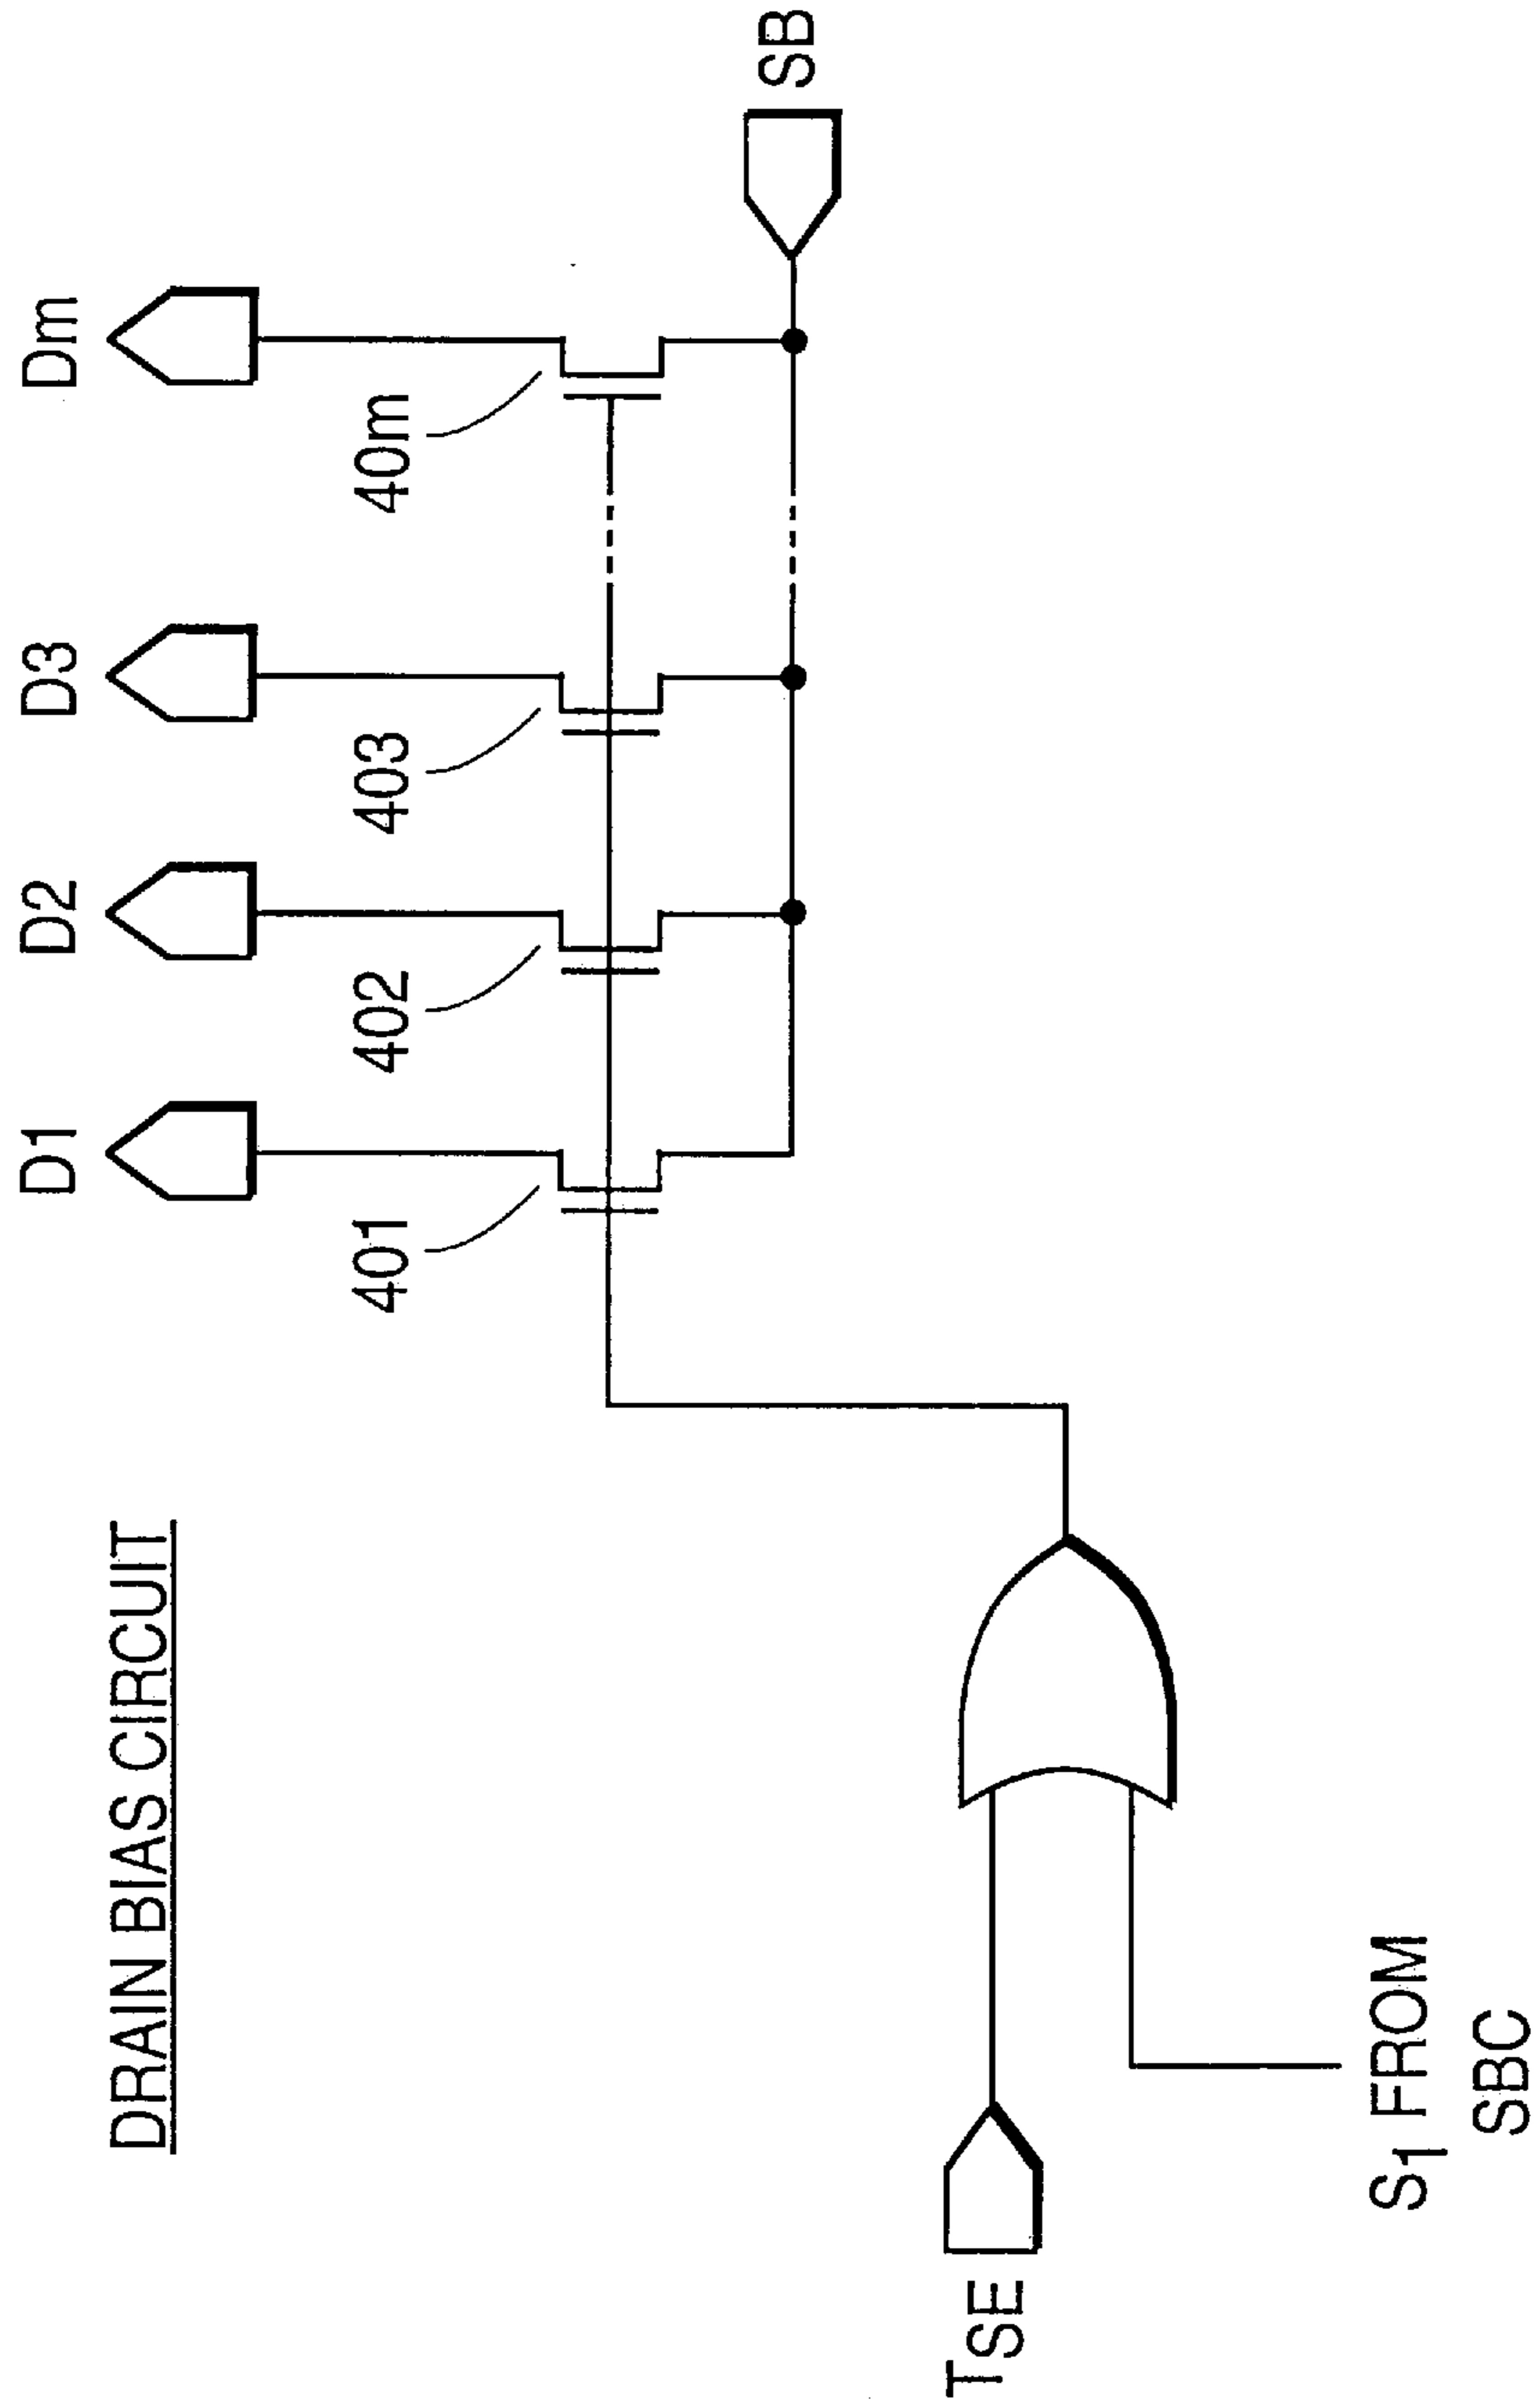 DRAIN BIAS CIRCUIT
D1
D2
D3
Dm
401
402
403
40m
SB
TSE
S1 FROM
SBC